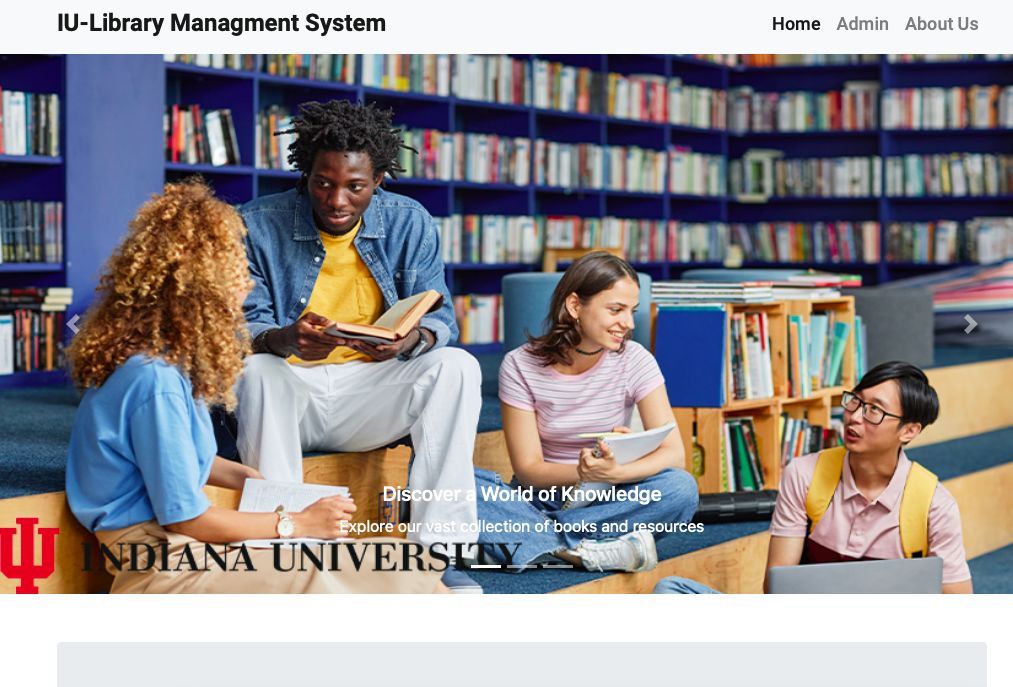 IU-Library Managment System
Home Admin About Us
Discover a World of Knowledge
Explore our vast collection of books and resources
INDIANA UNIVERSITY